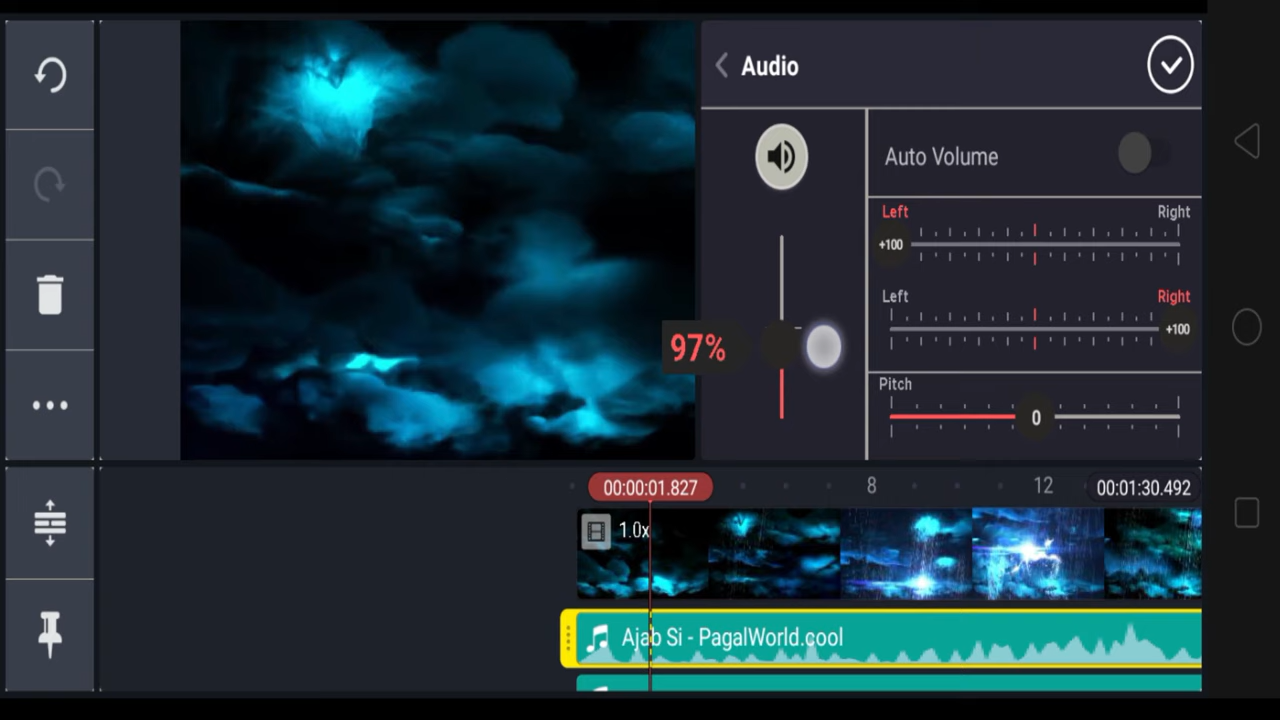 Audio
Auto Volume
Left Right
+100
Left Right
+100
97%
Pitch
0
00:00:01.827 8 12 00:01:30.492
1.0x
Ajab Si - PagalWorld.cool